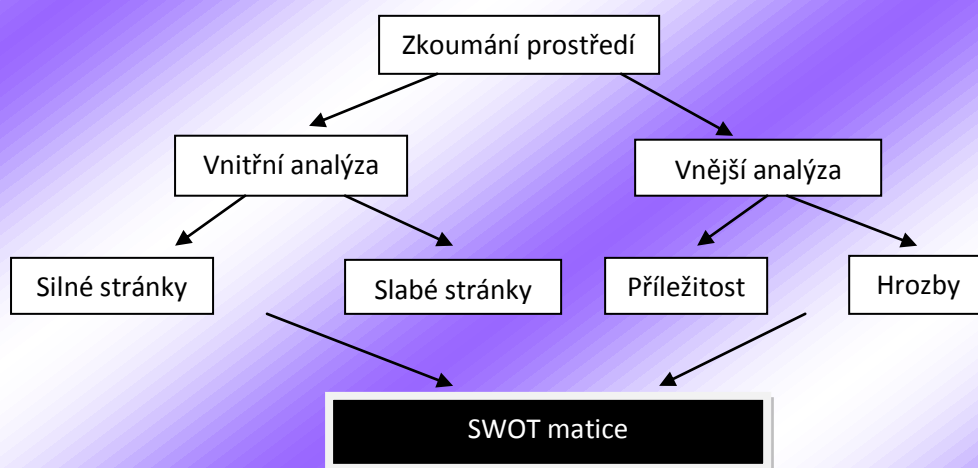 Zkoumání prostředí
Vnitřní analýza
Vnější analýza
Silné stránky
Slabé stránky
Příležitost
Hrozby
SWOT matice